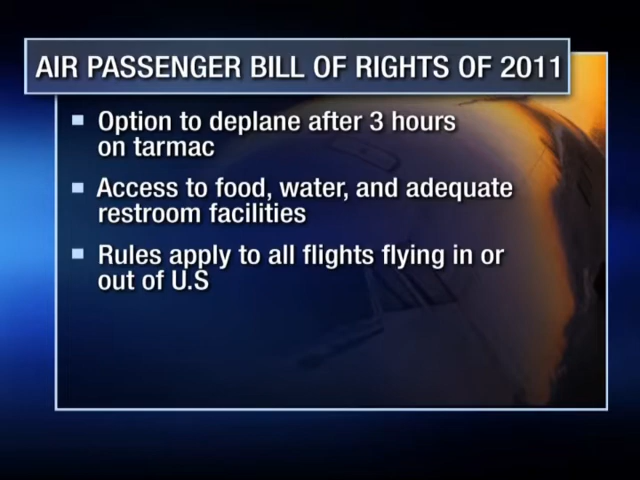 AIR PASSENGER BILL OF RIGHTS OF 2011
Option to deplane after 3 hours
on tarmac
Access to food, water, and adequate
restroom facilities
Rules apply to all flights flying in or
out of U.S